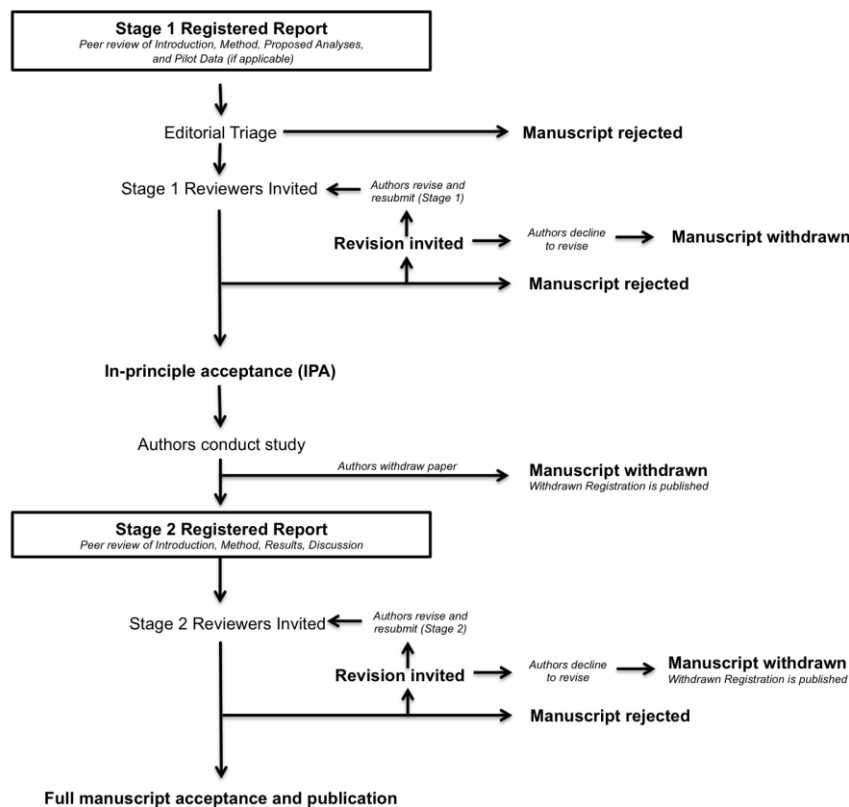 Stage 1 Registered Report
Peer review of Introduction, Method, Proposed Analyses,
and Pilot Data (if applicable)
Editorial Triage
Manuscript rejected
Stage 1 Reviewers Invited
Authors revise and
resubmit (Stage 1)
Revision invited
Authors decline
to revise
Manuscript withdrawn
Manuscript rejected
In-principle acceptance (IPA)
Authors conduct study
Authors withdraw paper
Manuscript withdrawn
Withdrawn Registration is published
Stage 2 Registered Report
Peer review of Introduction, Method, Results, Discussion
Stage 2 Reviewers Invited
Authors revise and
resubmit (Stage 2)
Revision invited
Authors decline
to revise
Manuscript withdrawn
Withdrawn Registration is published
Manuscript rejected
Full manuscript acceptance and publication